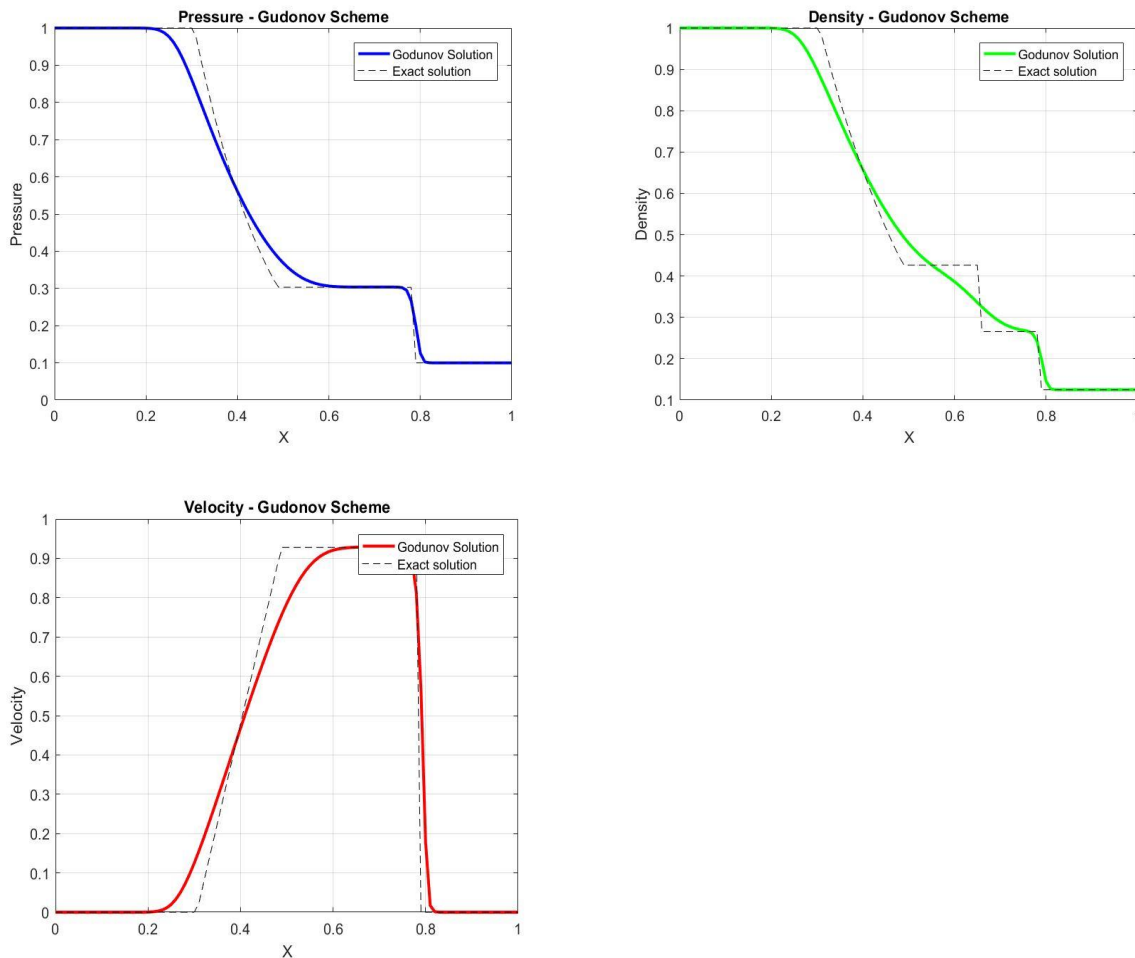 Pressure - Gudonov Scheme
1
0.9
0.8
0.7
0.6
0.5
0.4
0.3
0.2
0.1
0
Pressure
Godunov Solution
Exact solution
0 0.2 0.4 0.6 0.8 1
X
Density - Gudonov Scheme
1
0.9
0.8
0.7
0.6
0.5
0.4
0.3
0.2
0.1
Density
Godunov Solution
Exact solution
0 0.2 0.4 0.6 0.8 1
X
Velocity - Gudonov Scheme
1
0.9
0.8
0.7
0.6
0.5
0.4
0.3
0.2
0.1
0
Velocity
Godunov Solution
Exact solution
0 0.2 0.4 0.6 0.8 1
X